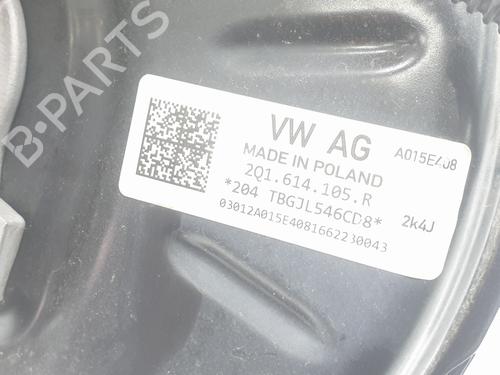 B-PARTS
VW AG
A015E408
MADE IN POLAND
2Q1.614.105.R
*204 TBGJL546CD8*
2k4J
03012A015E4081662230043